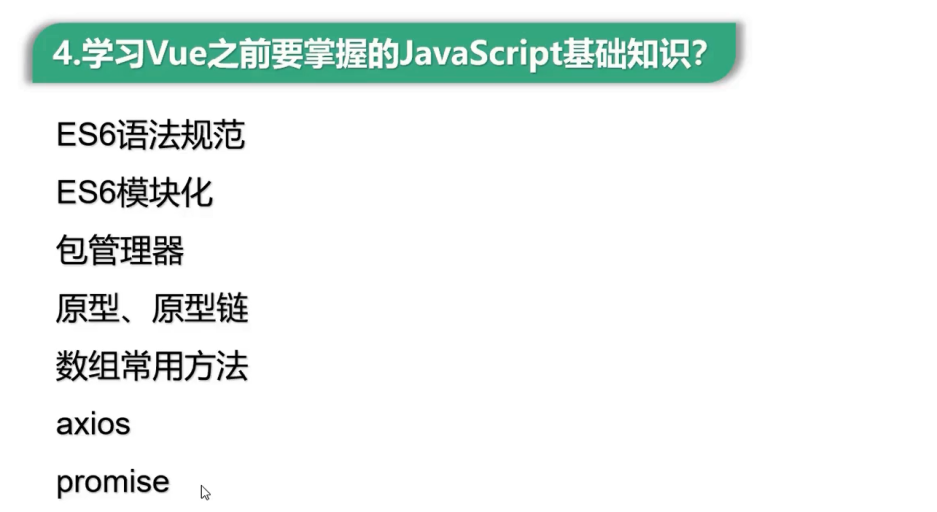 4.学习Vue之前要掌握的JavaScript基础知识？
ES6语法规范
ES6模块化
包管理器
原型、原型链
数组常用方法
axios
promise